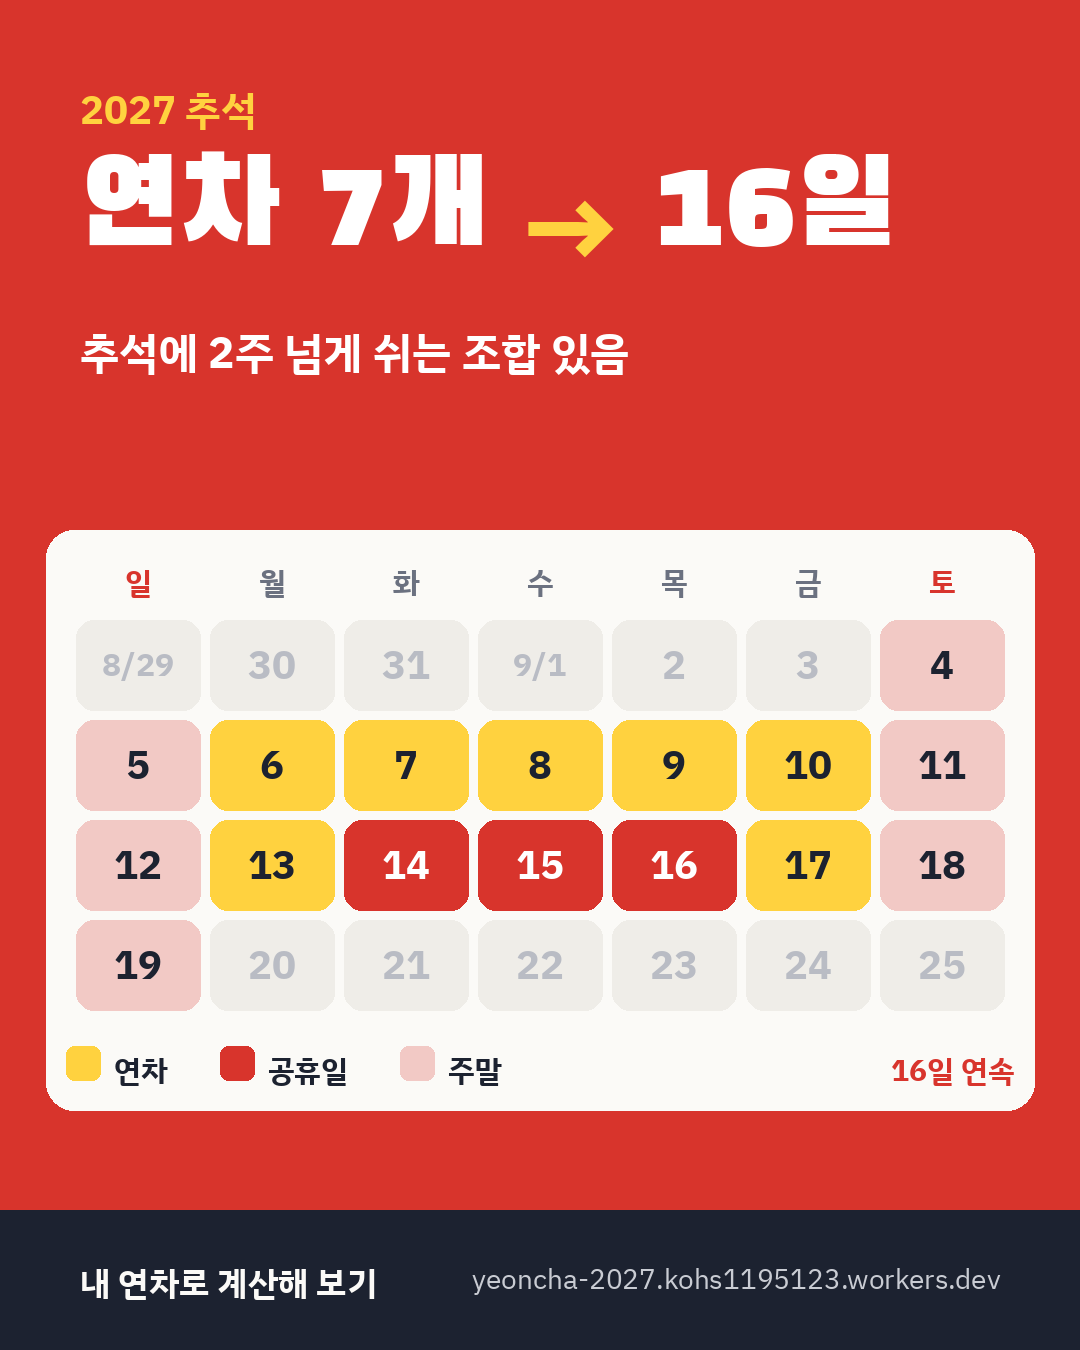 2027 추석
연차 7개 → 16일
추석에 2주 넘게 쉬는 조합 있음
일 월 화 수 목 금 토
8/29 30 31 9/1 2 3 4
5 6 7 8 9 10 11
12 13 14 15 16 17 18
19 20 21 22 23 24 25
연차 공휴일 주말 16일 연속
내 연차로 계산해 보기 yeoncha-2027.kohs1195123.workers.dev